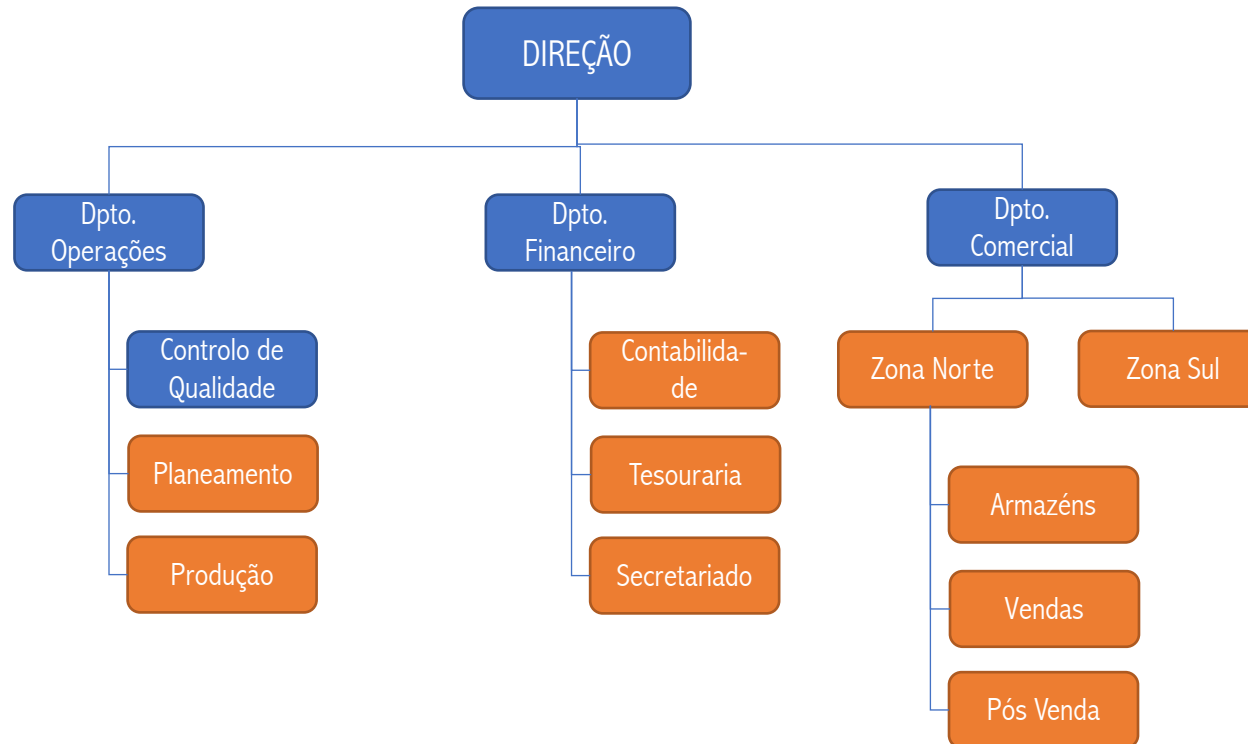 DIREÇÃO
Dpto.
Operações
Dpto.
Financeiro
Dpto.
Comercial
Controlo de
Qualidade
Contabilida-
de
Zona Norte
Zona Sul
Planeamento
Tesouraria
Armazéns
Produção
Secretariado
Vendas
Pós Venda